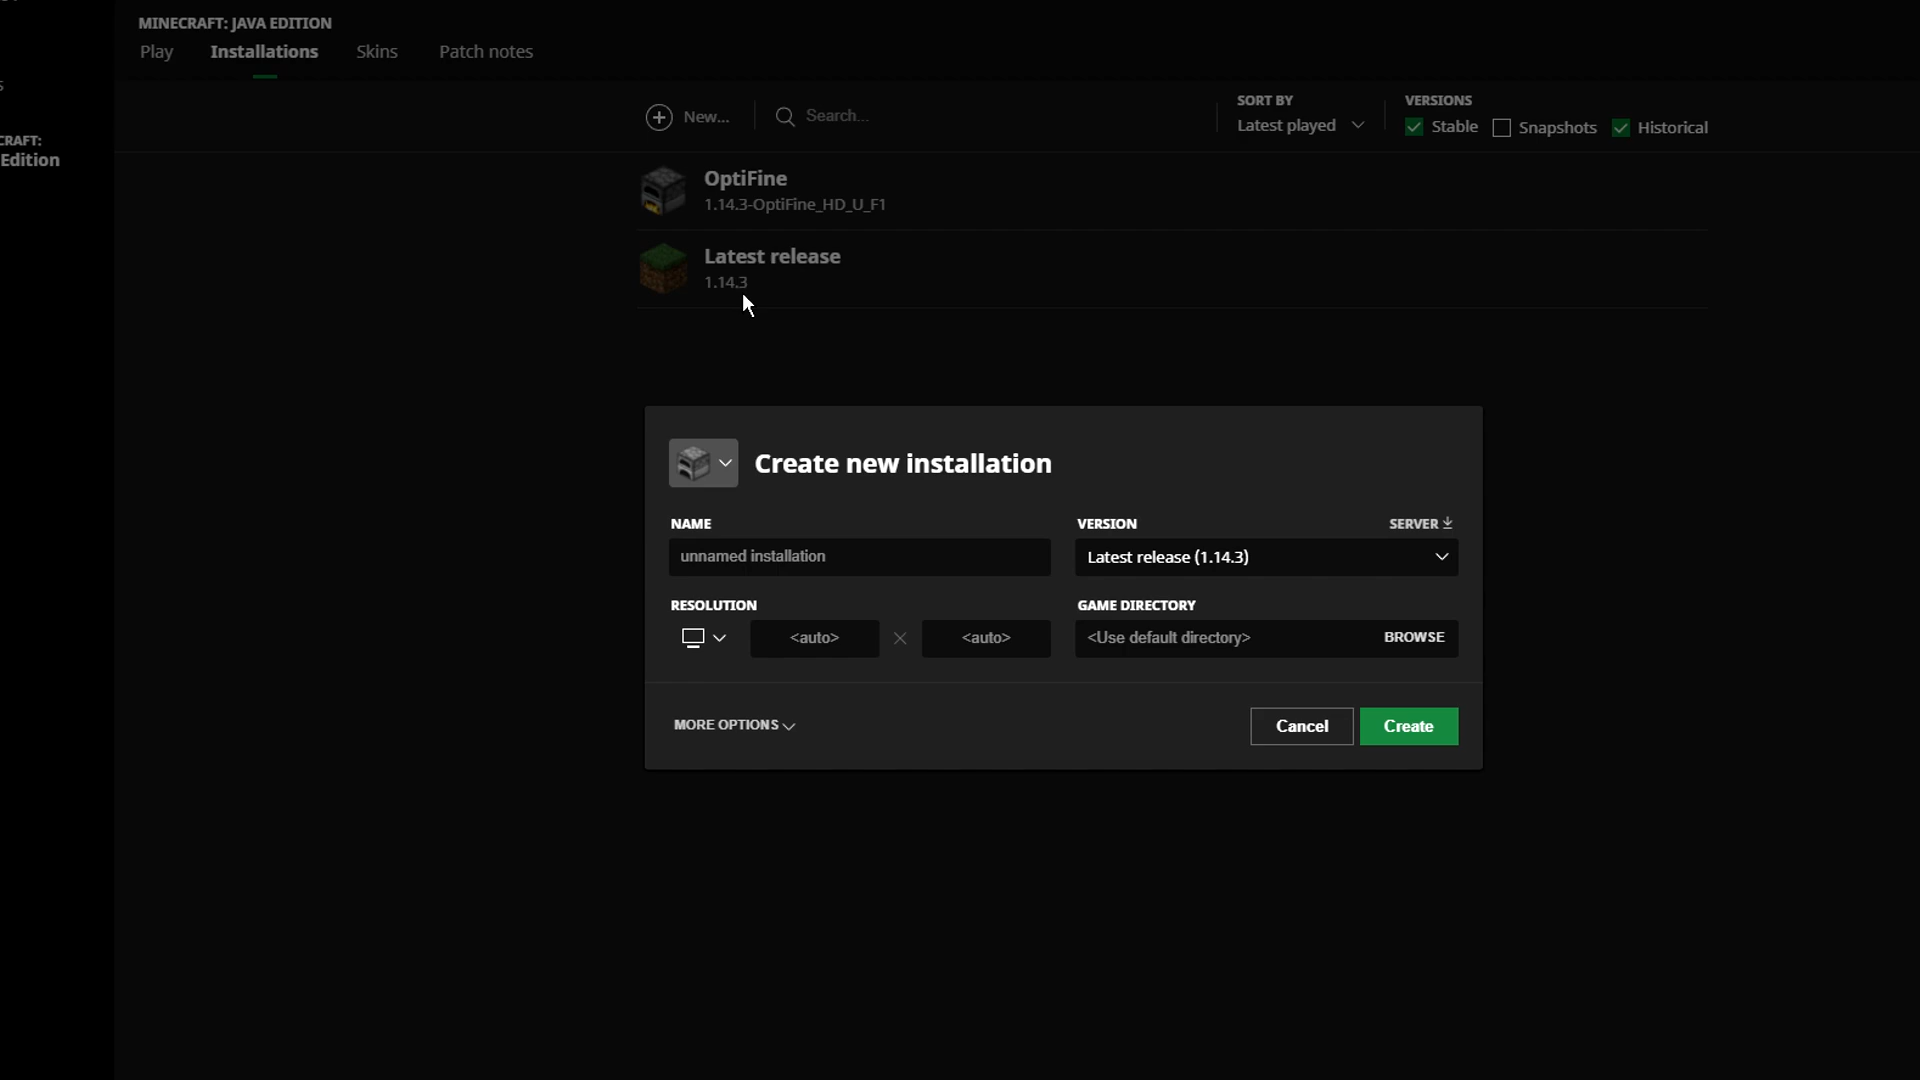 MINECRAFT: JAVA EDITION
Play Installations Skins Patch notes
S
CRAFT:
Edition
New... Search...
SORT BY
Latest played
VERSIONS
Stable Snapshots Historical
OptiFine
1.14.3-OptiFine_HD_U_F1
Latest release
1.14.3
Create new installation
NAME
unnamed installation
VERSION SERVER
Latest release (1.14.3)
RESOLUTION
<auto> <auto>
GAME DIRECTORY
<Use default directory> BROWSE
MORE OPTIONS
Cancel Create